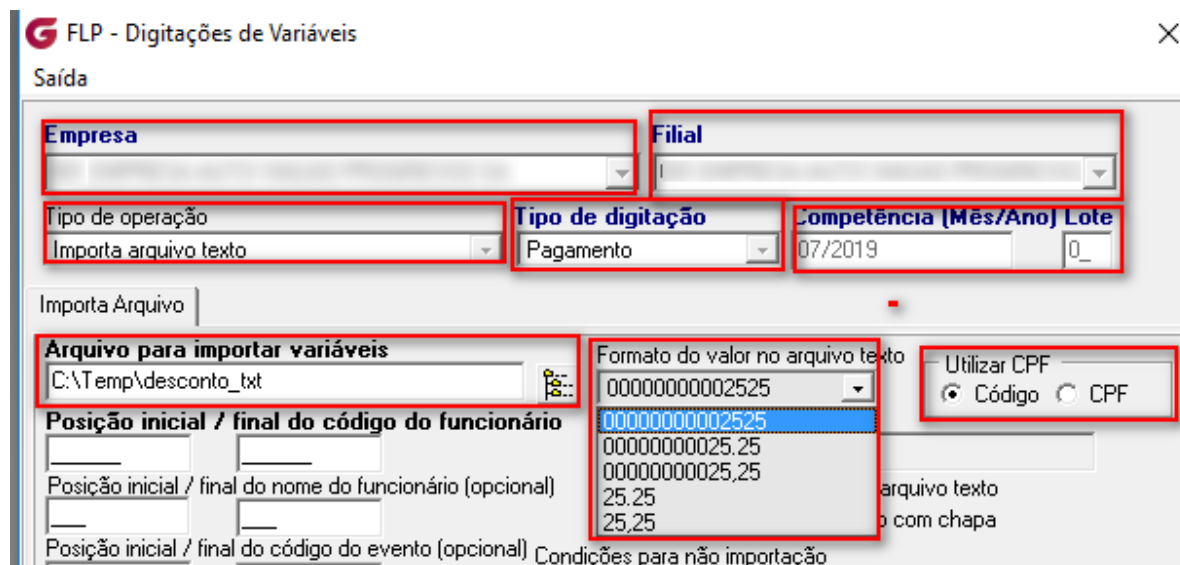 FLP - Digitações de Variáveis
Saída
Empresa Filial
Tipo de operação Tipo de digitação Competência (Mês/Ano) Lote
Importa arquivo texto Pagamento 07/2019 0_
Importa Arquivo
Arquivo para importar variáveis Formato do valor no arquivo texto Utilizar CPF
C:\Temp\desconto_txt 00000000002525 Código CPF
Posição inicial / final do código do funcionário 00000000002525
00000000025.25
00000000025,25
Posição inicial / final do nome do funcionário (opcional) 25.25 arquivo texto
25,25 com chapa
Posição inicial / final do código do evento (opcional) Condições para não importação